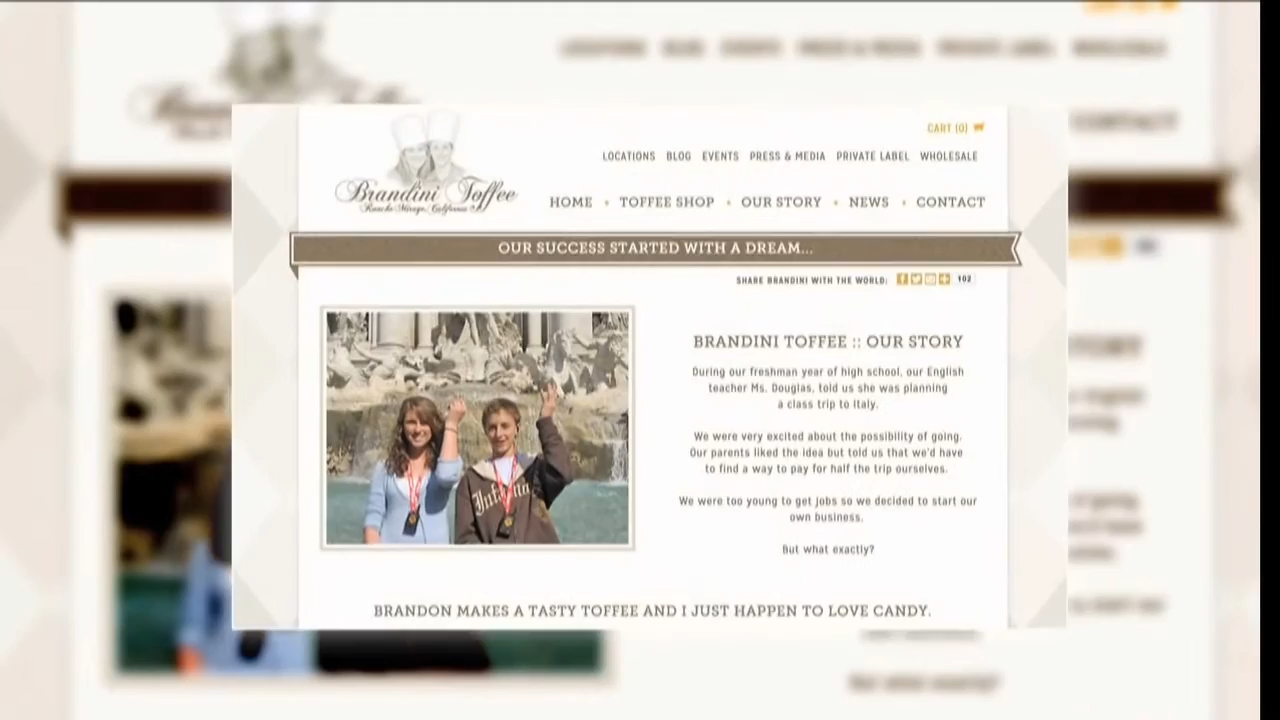 CART (0)
LOCATIONS BLOG EVENTS PRESS & MEDIA PRIVATE LABEL WHOLESALE
Brandini Toffee
Rancho Mirage, California
HOME • TOFFEE SHOP • OUR STORY • NEWS • CONTACT
OUR SUCCESS STARTED WITH A DREAM...
SHARE BRANDINI WITH THE WORLD: 102
BRANDINI TOFFEE :: OUR STORY
During our freshman year of high school, our English
teacher Ms. Douglas, told us she was planning
a class trip to Italy.
We were very excited about the possibility of going.
Our parents liked the idea but told us that we'd have
to find a way to pay for half the trip ourselves.
We were too young to get jobs so we decided to start our
own business.
But what exactly?
BRANDON MAKES A TASTY TOFFEE AND I JUST HAPPEN TO LOVE CANDY.